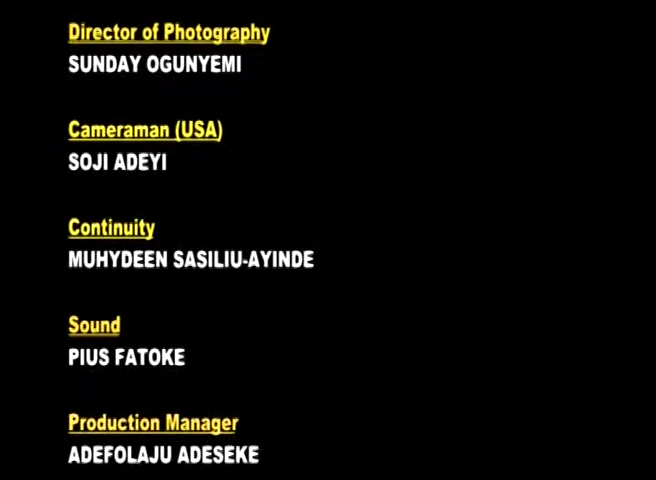 Director of Photography
SUNDAY OGUNYEMI
Cameraman (USA)
SOJI ADEYI
Continuity
MUHYDEEN SASILIU-AYINDE
Sound
PIUS FATOKE
Production Manager
ADEFOLAJU ADESEKE